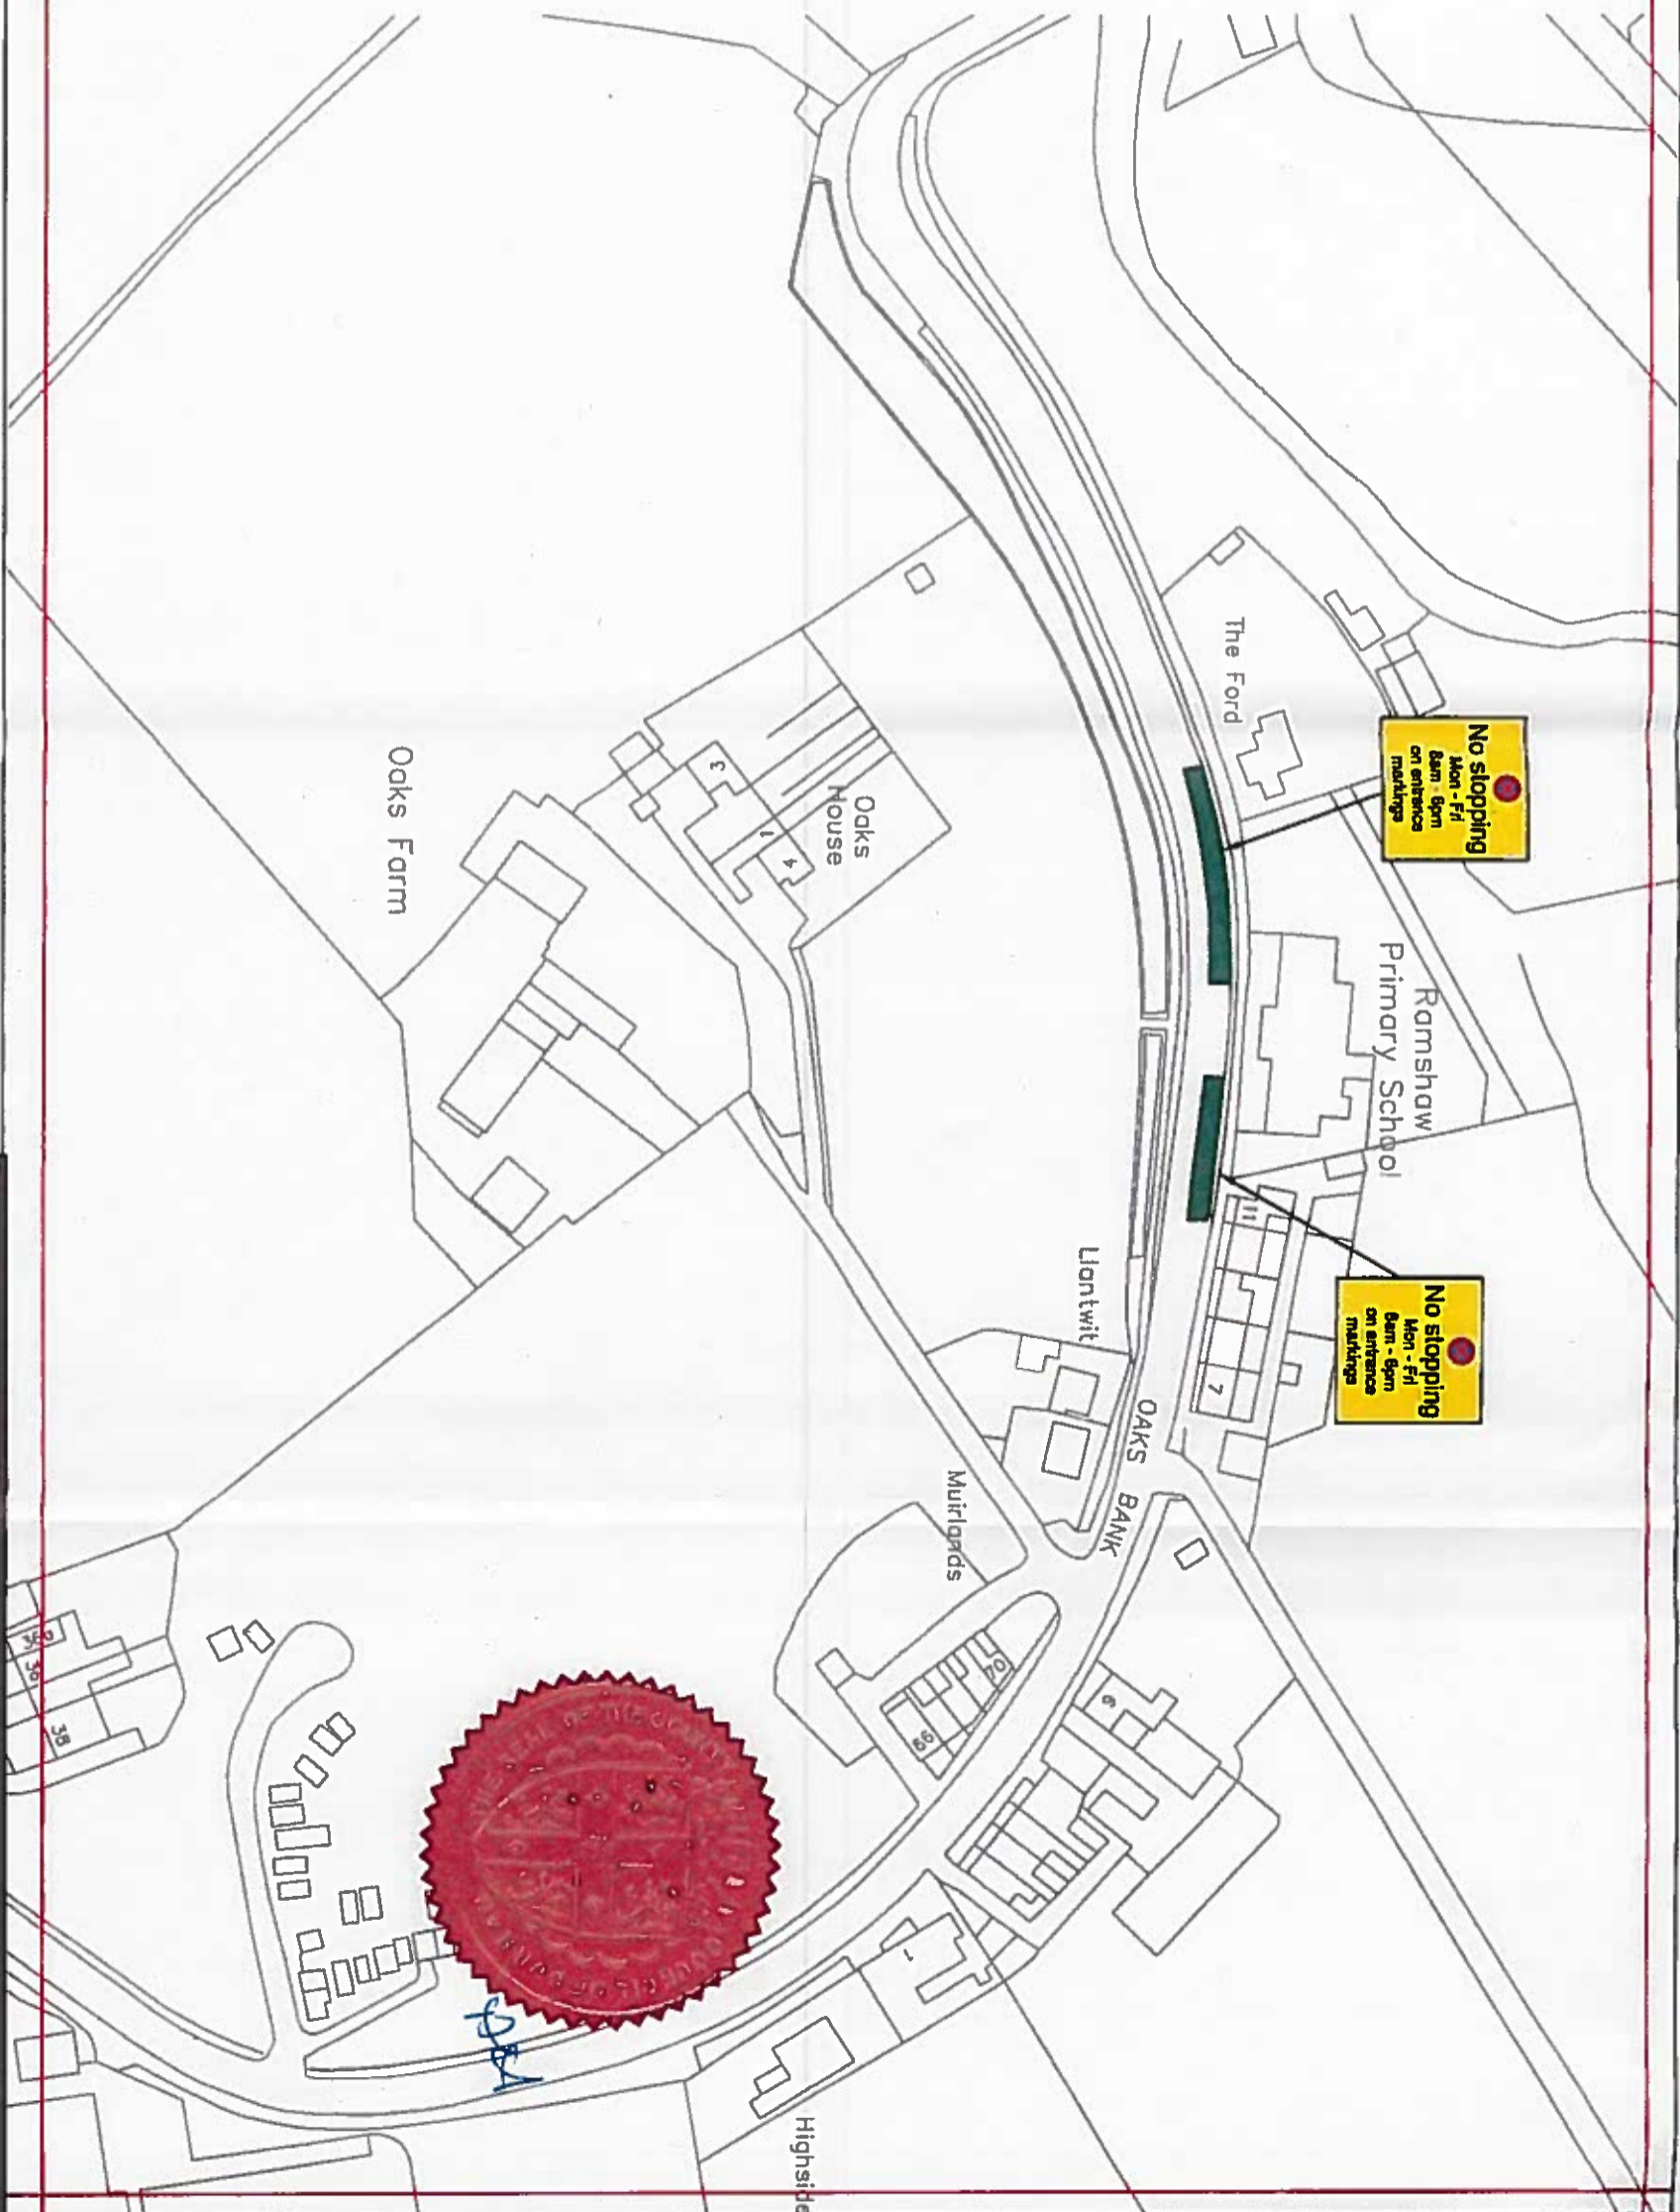 The Ford
No stopping
Mon - Fri
8am - 6pm
on entrance
markings
Ramshaw
Primary School
No stopping
Mon - Fri
8am - 6pm
on entrance
markings
11
7
Oaks
House
3
1
4
Oaks Farm
Llantwit
OAKS BANK
Muirlands
70
66
6
1
38
Highside